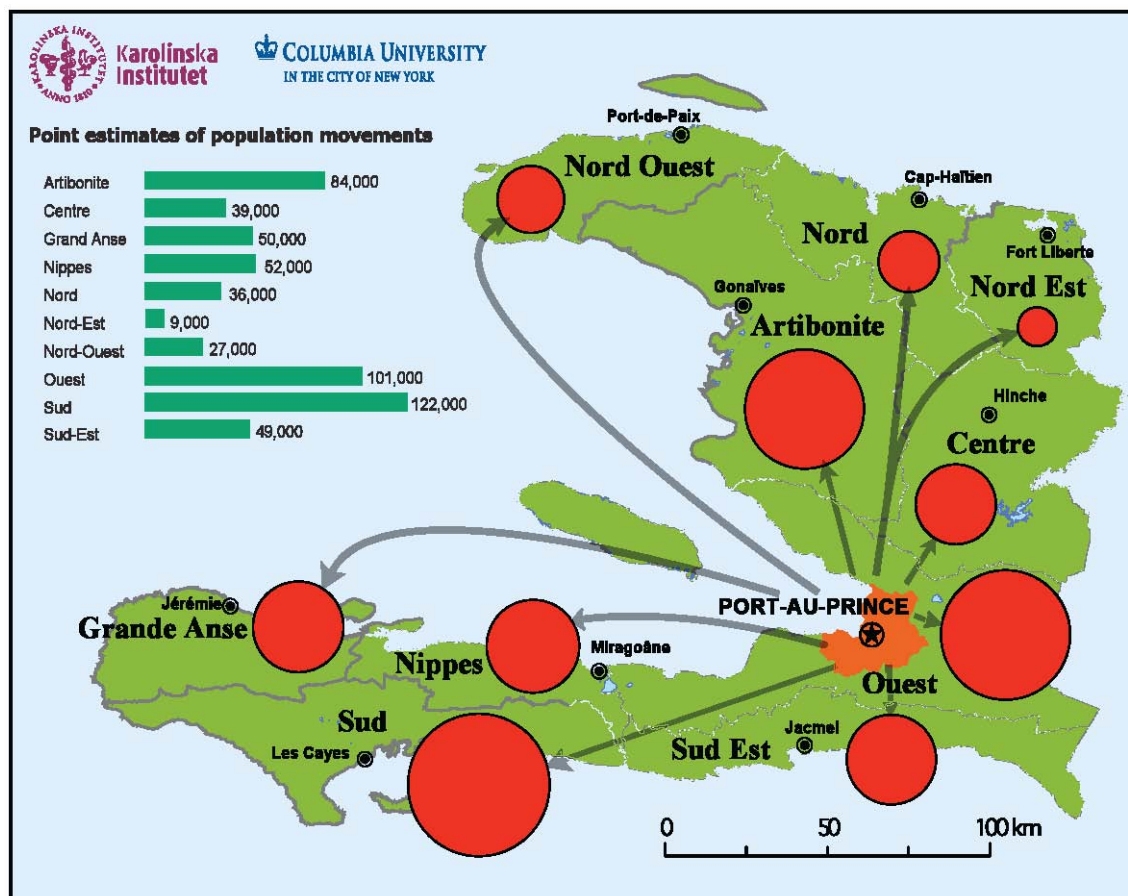 KAROLINSKA INSTITUTET
ANNO 1810
Karolinska
Institutet
COLUMBIA UNIVERSITY
IN THE CITY OF NEW YORK
Point estimates of population movements
Artibonite 84,000
Centre 39,000
Grand Anse 50,000
Nippes 52,000
Nord 36,000
Nord-Est 9,000
Nord-Ouest 27,000
Ouest 101,000
Sud 122,000
Sud-Est 49,000
Port-de-Paix
Nord Ouest
Cap-Haïtien
Nord
Fort Liberte
Nord Est
Gonaïves
Artibonite
Hinche
Centre
PORT-AU-PRINCE
Ouest
Jérémie
Grande Anse
Nippes
Miragoâne
Sud
Les Cayes
Sud Est
Jacmel
0 50 100 km